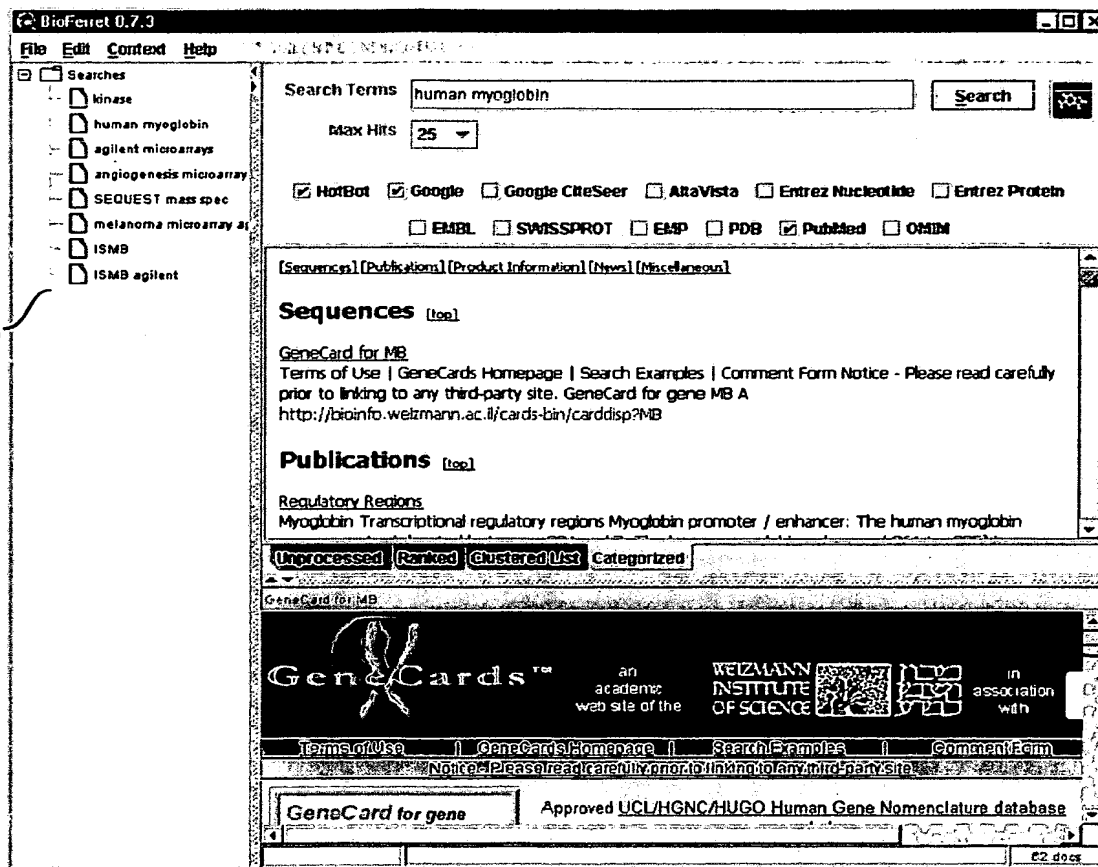 BioFerret 0.7.3
File Edit Context Help
Searches
kinase
human myoglobin
agilent microarrays
angiogenesis microarray
SEQUEST mass spec
melanoma microarray a
ISMB
ISMB agilent
Search Terms human myoglobin Search
Max Hits 25
HotBot Google Google CiteSeer AltaVista Entrez Nucleotide Entrez Protein
EMBL SWISSPROT EMP PDB PubMed OMIM
[Sequences] [Publications] [Product Information] [News] [Miscellaneous]
Sequences [top]
GeneCard for MB
Terms of Use | GeneCards Homepage | Search Examples | Comment Form Notice - Please read carefully
prior to linking to any third-party site. GeneCard for gene MB A
http://bioinfo.weizmann.ac.il/cards-bin/carddisp?MB
Publications [top]
Regulatory Regions
Myoglobin Transcriptional regulatory regions Myoglobin promoter / enhancer: The human myoglobin
Unprocessed Ranked Clustered List Categorized
GeneCard for MB
GeneCards™
an
academic
web site of the
WEIZMANN
INSTITUTE
OF SCIENCE
in
association
with
Terms of Use | GeneCards Homepage | Search Examples | Comment Form
Notice - Please read carefully prior to linking to any third-party site
GeneCard for gene
Approved UCL/HGNC/HUGO Human Gene Nomenclature database
62 docs